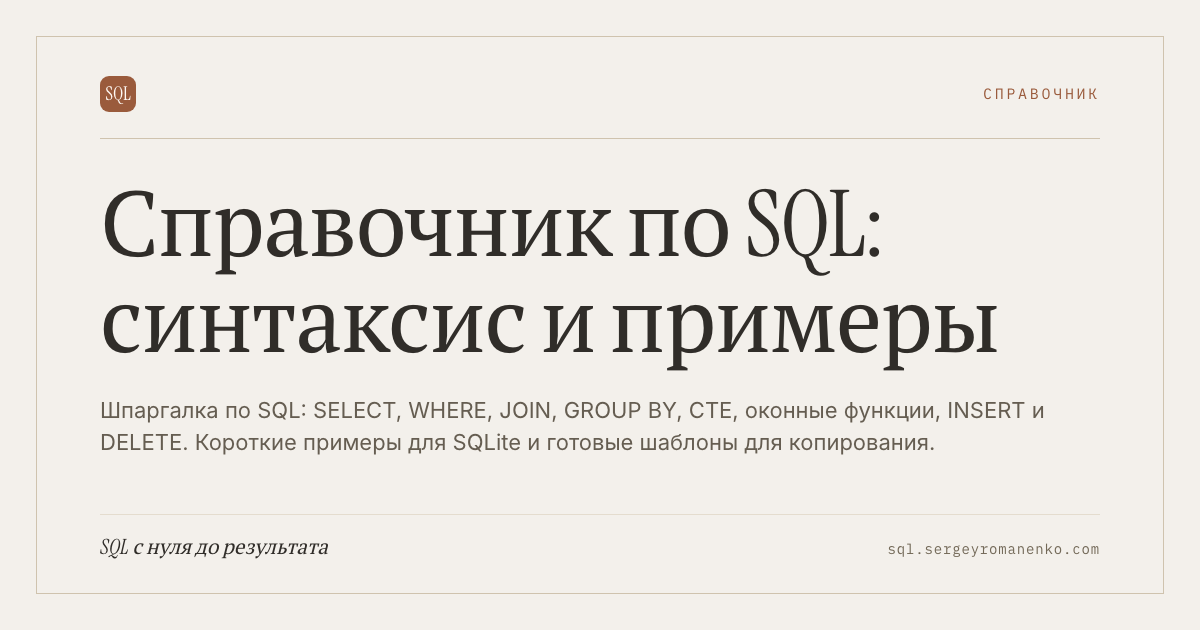 SQL
СПРАВОЧНИК
Справочник по SQL:
синтаксис и примеры
Шпаргалка по SQL: SELECT, WHERE, JOIN, GROUP BY, CTE, оконные функции, INSERT и
DELETE. Короткие примеры для SQLite и готовые шаблоны для копирования.
SQL с нуля до результата
sql.sergeyromanenko.com